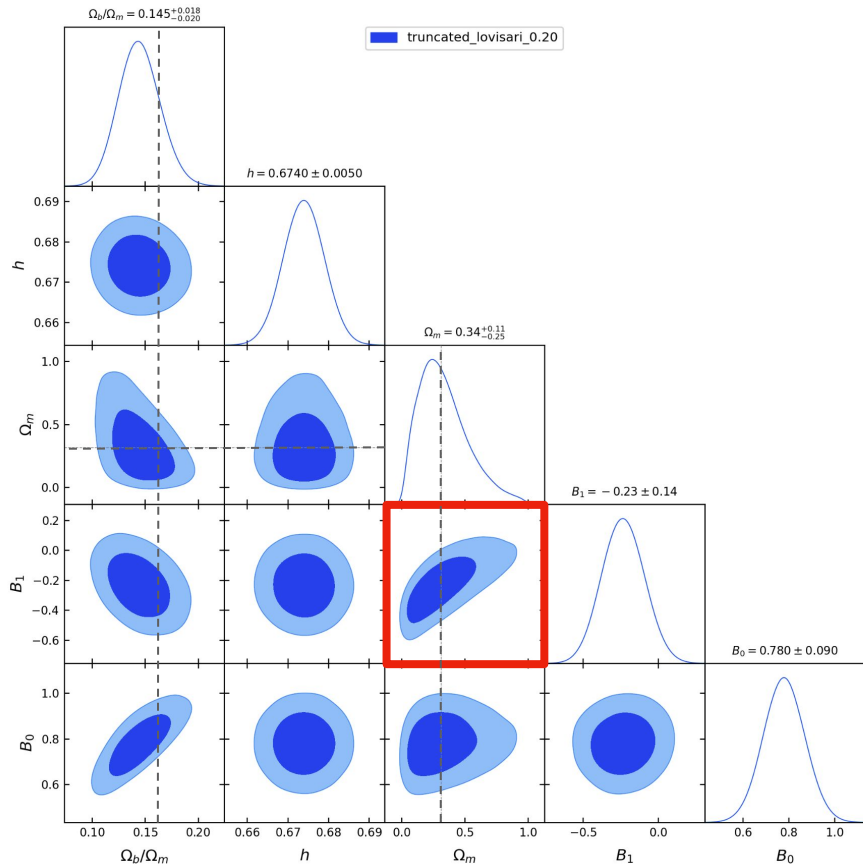 Ω_b/Ω_m = 0.145^{+0.018}_{-0.020}
truncated_lovisari_0.20
h = 0.6740 ± 0.0050
0.69
0.68
h
0.67
0.66
Ω_m = 0.34^{+0.11}_{-0.25}
1.0
Ω_m
0.5
0.0
B_1 = −0.23 ± 0.14
0.2
0.0
B_1
−0.2
−0.4
−0.6
B_0 = 0.780 ± 0.090
1.0
B_0
0.8
0.6
0.10 0.15 0.20 0.66 0.67 0.68 0.69 0.0 0.5 1.0 −0.5 0.0 0.6 0.8 1.0
Ω_b/Ω_m h Ω_m B_1 B_0